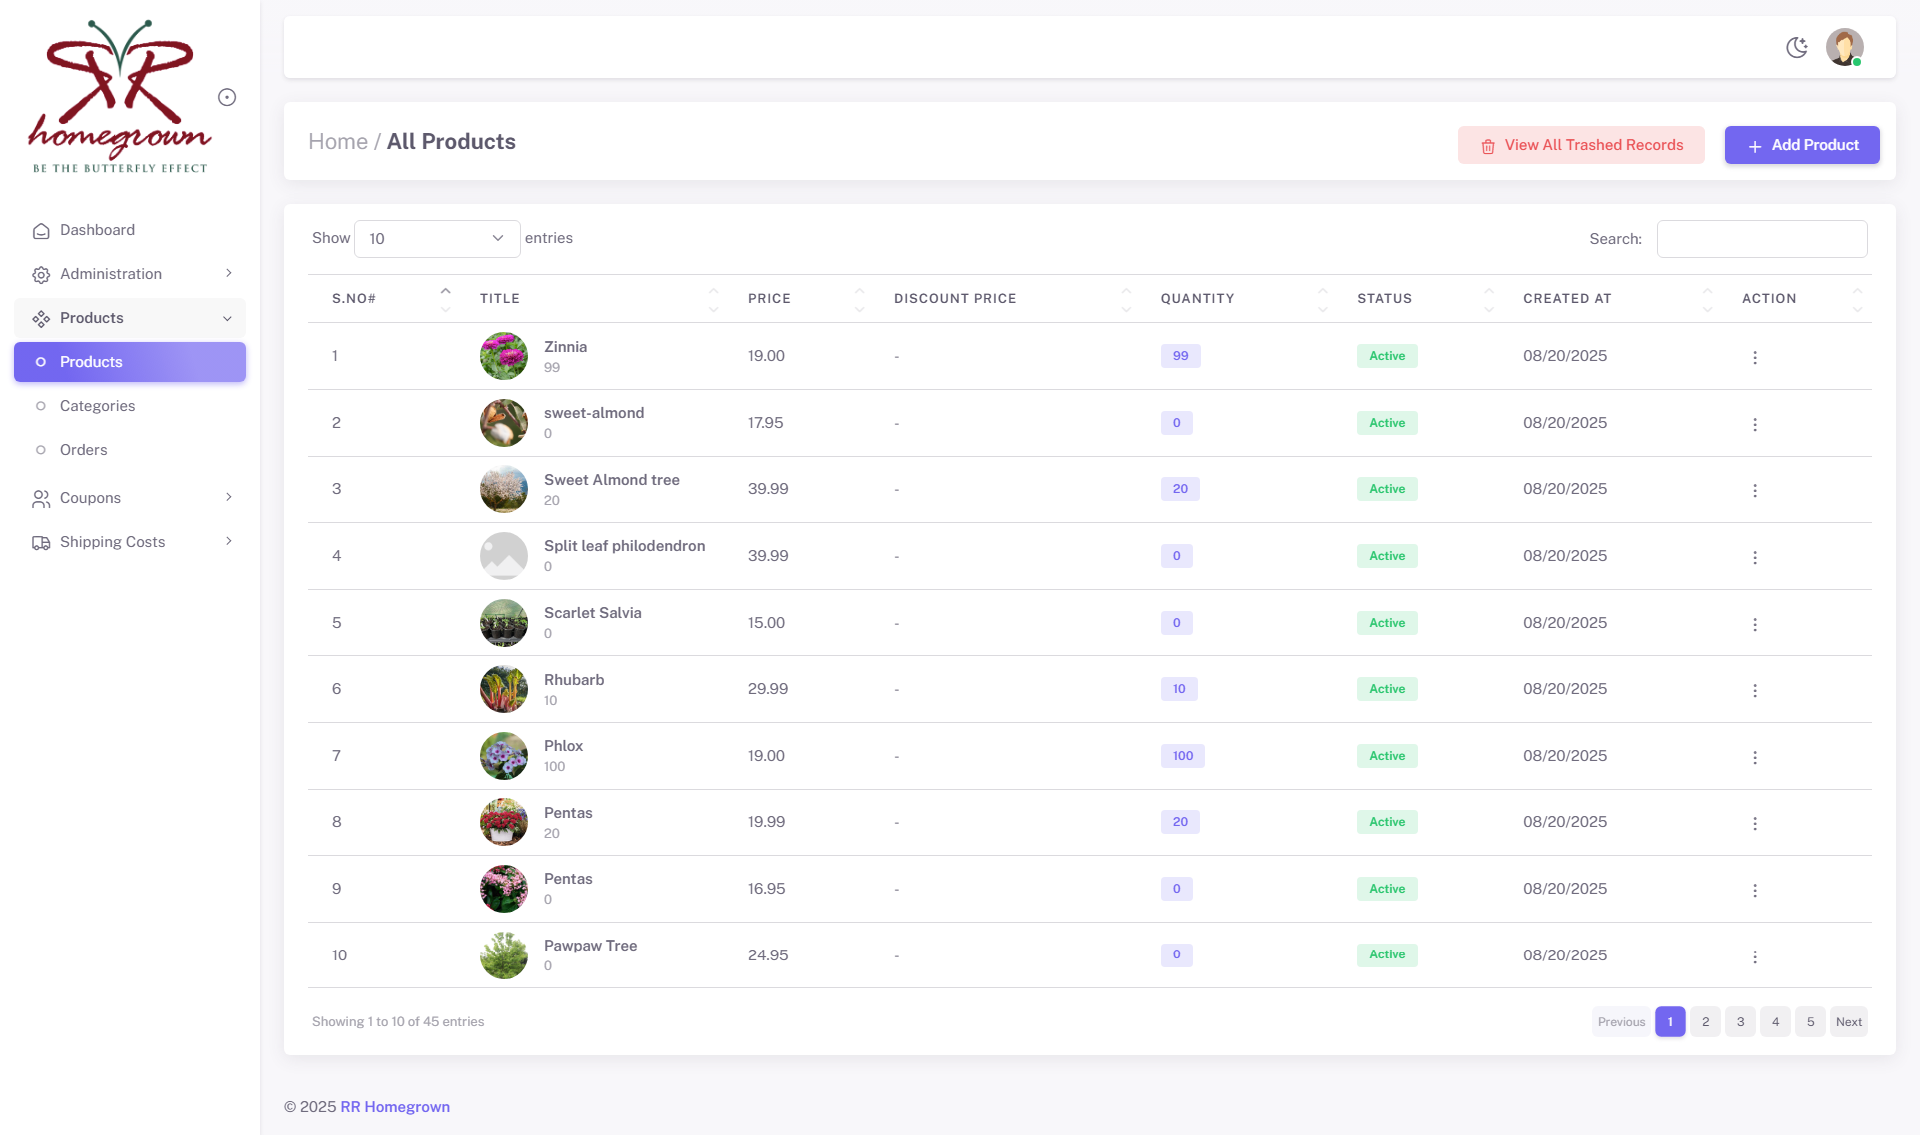 homegrown
BE THE BUTTERFLY EFFECT
Dashboard
Administration
Products
Products
Categories
Orders
Coupons
Shipping Costs
Home / All Products
View All Trashed Records
Add Product
Show 10 entries
Search:
S.NO# TITLE PRICE DISCOUNT PRICE QUANTITY STATUS CREATED AT ACTION
1 Zinnia 19.00 - 99 Active 08/20/2025
99
2 sweet-almond 17.95 - 0 Active 08/20/2025
0
3 Sweet Almond tree 39.99 - 20 Active 08/20/2025
20
4 Split leaf philodendron 39.99 - 0 Active 08/20/2025
0
5 Scarlet Salvia 15.00 - 0 Active 08/20/2025
0
6 Rhubarb 29.99 - 10 Active 08/20/2025
10
7 Phlox 19.00 - 100 Active 08/20/2025
100
8 Pentas 19.99 - 20 Active 08/20/2025
20
9 Pentas 16.95 - 0 Active 08/20/2025
0
10 Pawpaw Tree 24.95 - 0 Active 08/20/2025
0
Showing 1 to 10 of 45 entries
Previous 1 2 3 4 5 Next
© 2025 RR Homegrown